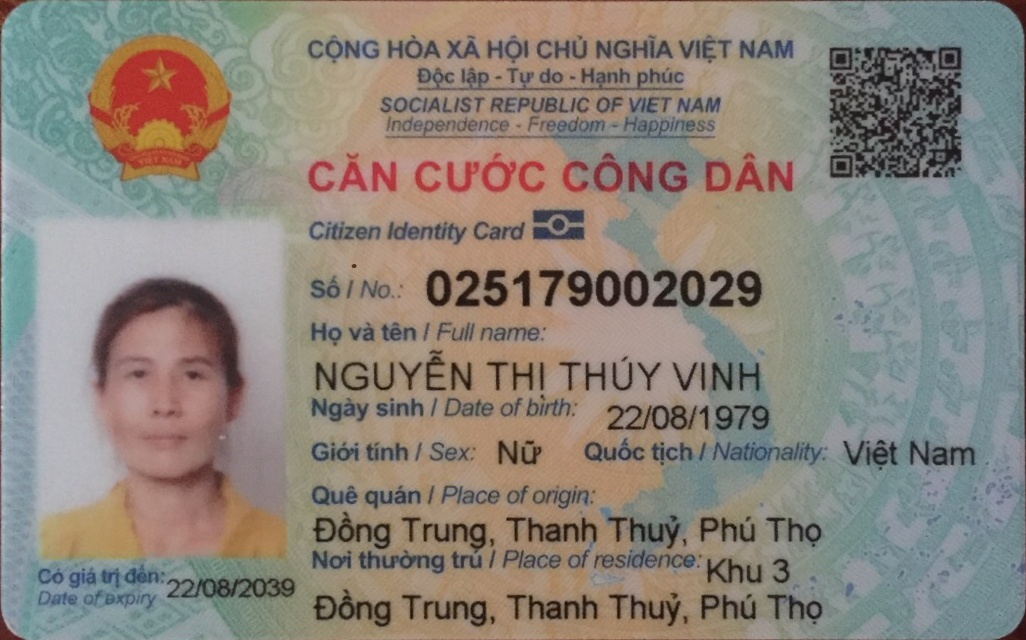 CỘNG HÒA XÃ HỘI CHỦ NGHĨA VIỆT NAM
Độc lập - Tự do - Hạnh phúc
SOCIALIST REPUBLIC OF VIET NAM
Independence - Freedom - Happiness
CĂN CƯỚC CÔNG DÂN
Citizen Identity Card
VIỆT NAM
Số / No.: 025179002029
Họ và tên / Full name:
NGUYỄN THỊ THÚY VINH
Ngày sinh / Date of birth: 22/08/1979
Giới tính / Sex: Nữ Quốc tịch / Nationality: Việt Nam
Quê quán / Place of origin:
Đồng Trung, Thanh Thuỷ, Phú Thọ
Nơi thường trú / Place of residence: Khu 3
Đồng Trung, Thanh Thuỷ, Phú Thọ
Có giá trị đến: 22/08/2039
Date of expiry